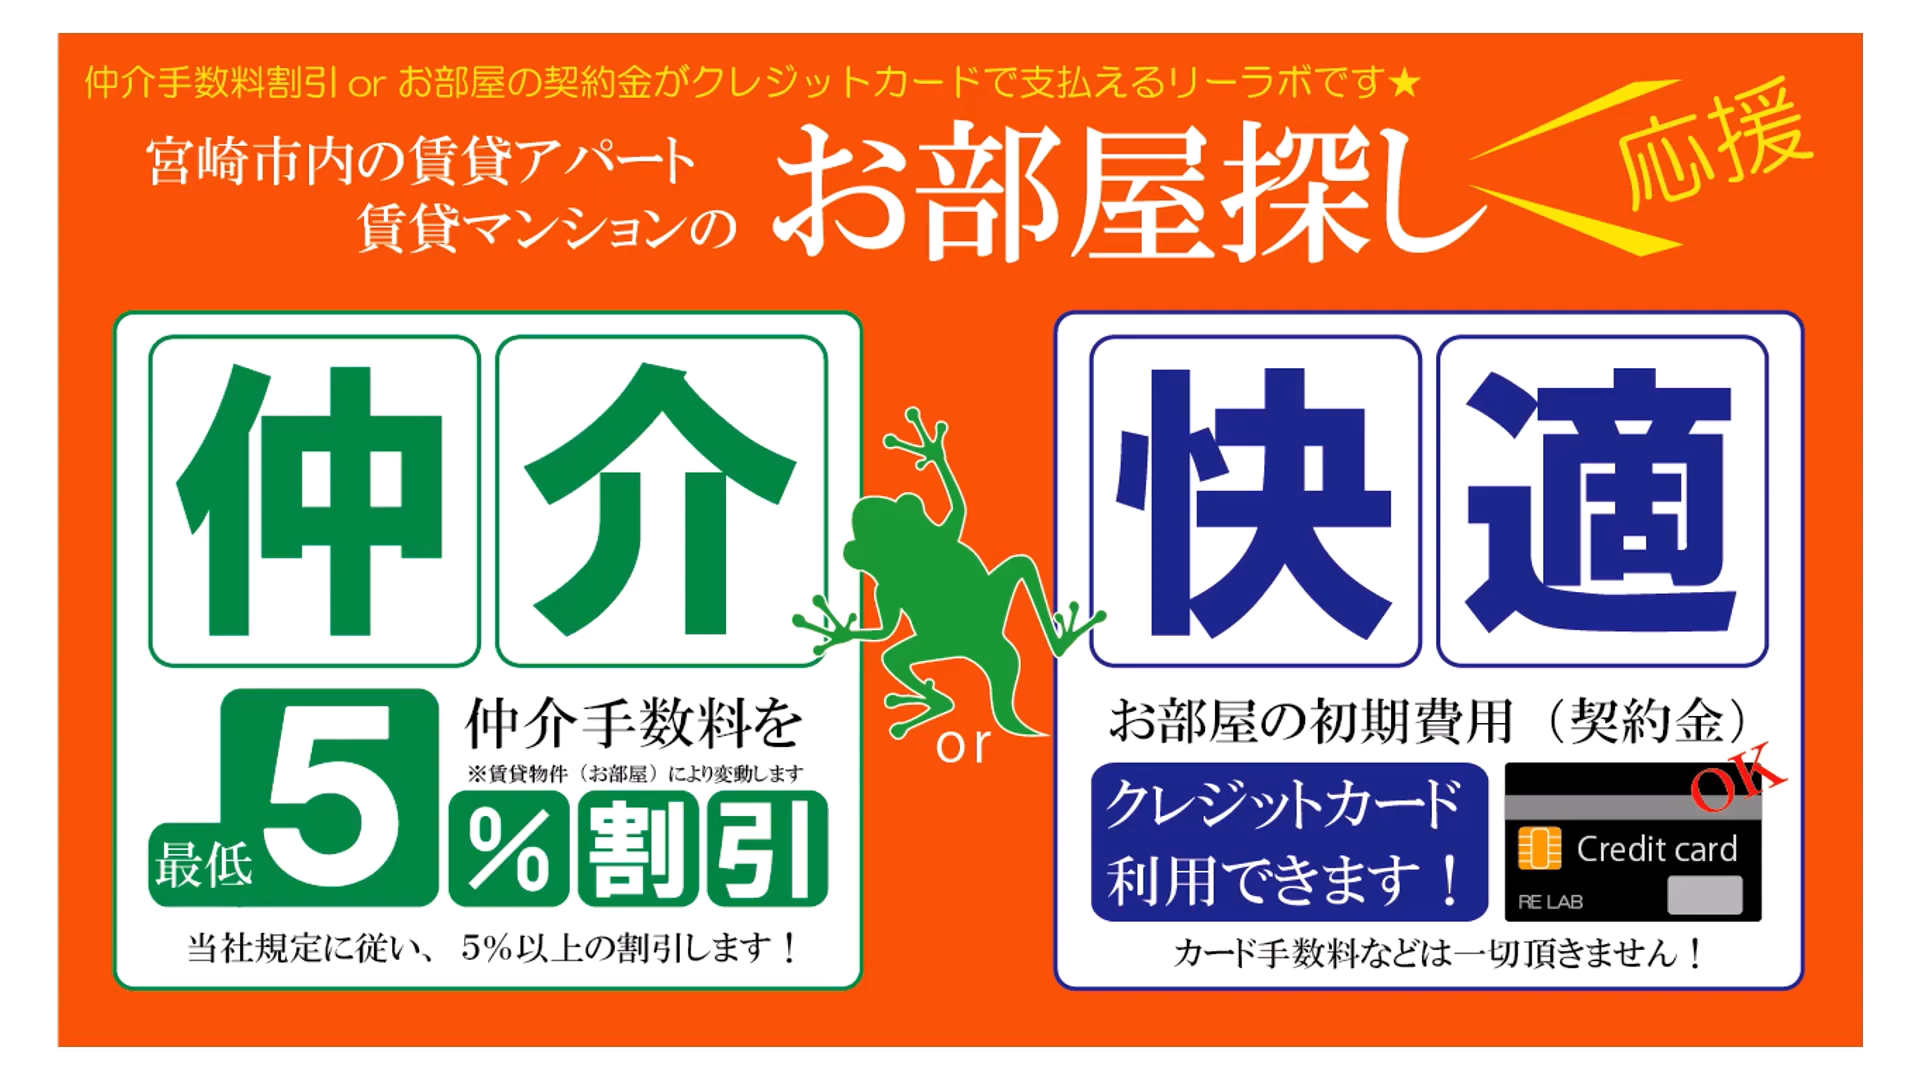 仲介手数料割引 or お部屋の契約金がクレジットカードで支払えるリーラボです★
宮崎市内の賃貸アパート
賃貸マンションの
お部屋探し
応援
仲介
仲介手数料を
※賃貸物件（お部屋）により変動します
最低5%割引
当社規定に従い、5%以上の割引します！
or
快適
お部屋の初期費用（契約金）
クレジットカード
利用できます！
OK
Credit card
RE LAB
カード手数料などは一切頂きません！